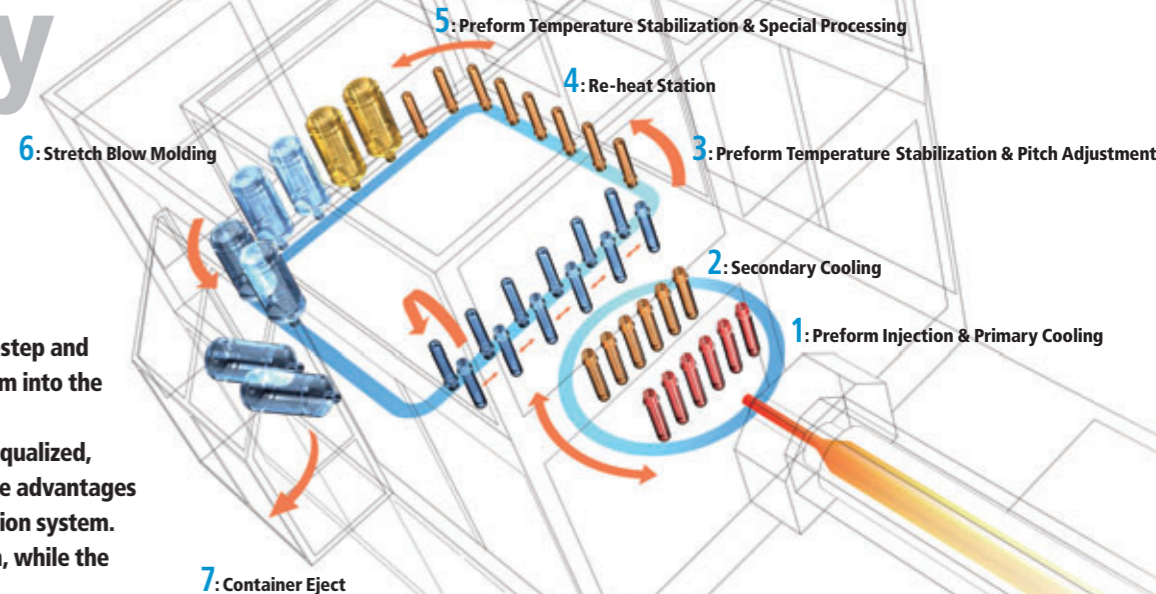 y
5: Preform Temperature Stabilization & Special Processing
4: Re-heat Station
6: Stretch Blow Molding
3: Preform Temperature Stabilization & Pitch Adjustment
2: Secondary Cooling
1: Preform Injection & Primary Cooling
step and
m into the
qualized,
e advantages
ion system.
, while the
7: Container Eject